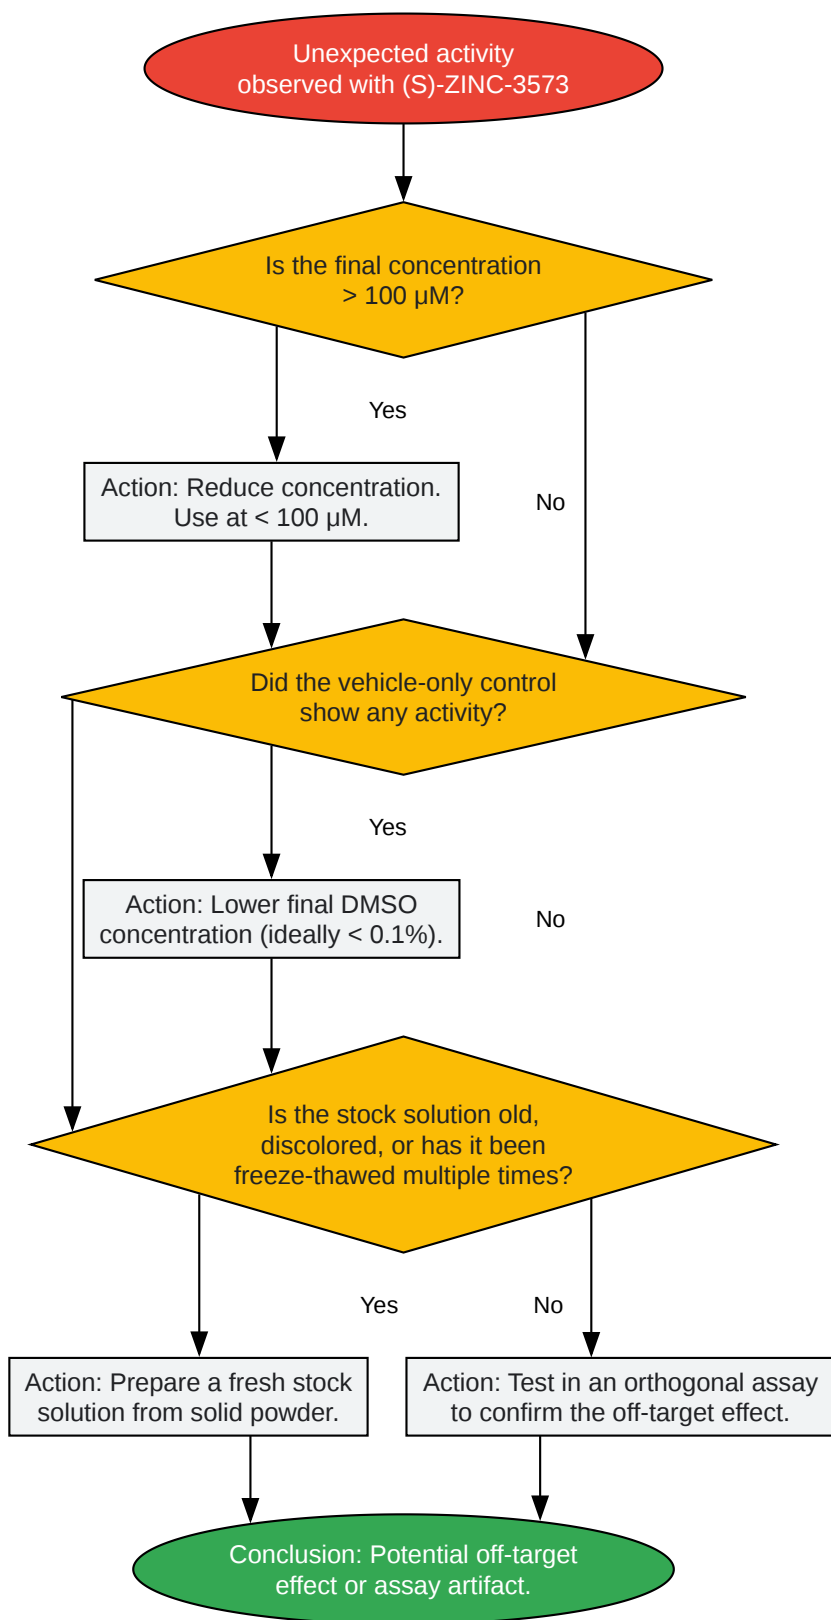 Unexpected activity
observed with (S)-ZINC-3573
Is the final concentration
> 100 µM?
Yes
Action: Reduce concentration.
Use at < 100 µM.
No
Did the vehicle-only control
show any activity?
Yes
Action: Lower final DMSO
concentration (ideally < 0.1%).
No
Is the stock solution old,
discolored, or has it been
freeze-thawed multiple times?
Yes
No
Action: Prepare a fresh stock
solution from solid powder.
Action: Test in an orthogonal assay
to confirm the off-target effect.
Conclusion: Potential off-target
effect or assay artifact.